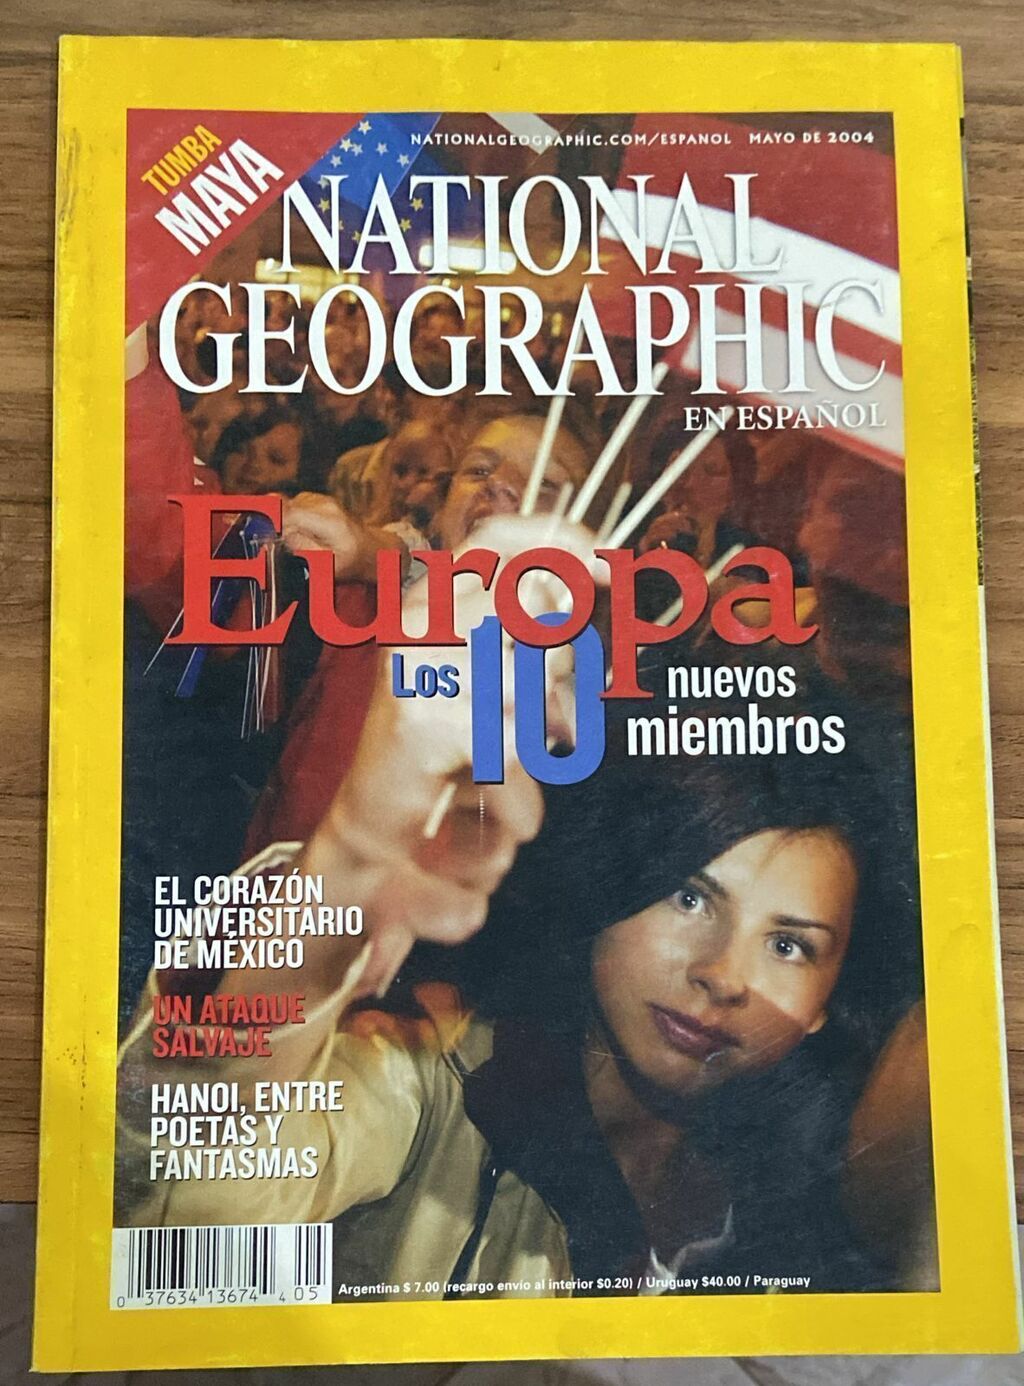 TUMBA
MAYA
NATIONALGEOGRAPHIC.COM/ESPANOL MAYO DE 2004
NATIONAL
GEOGRAPHIC
EN ESPAÑOL
Europa
Los 10 nuevos
miembros
EL CORAZÓN
UNIVERSITARIO
DE MÉXICO
UN ATAQUE
SALVAJE
HANOI, ENTRE
POETAS Y
FANTASMAS
Argentina $ 7.00 (recargo envío al interior $0.20) / Uruguay $40.00 / Paraguay
0 37634 13674 4 05